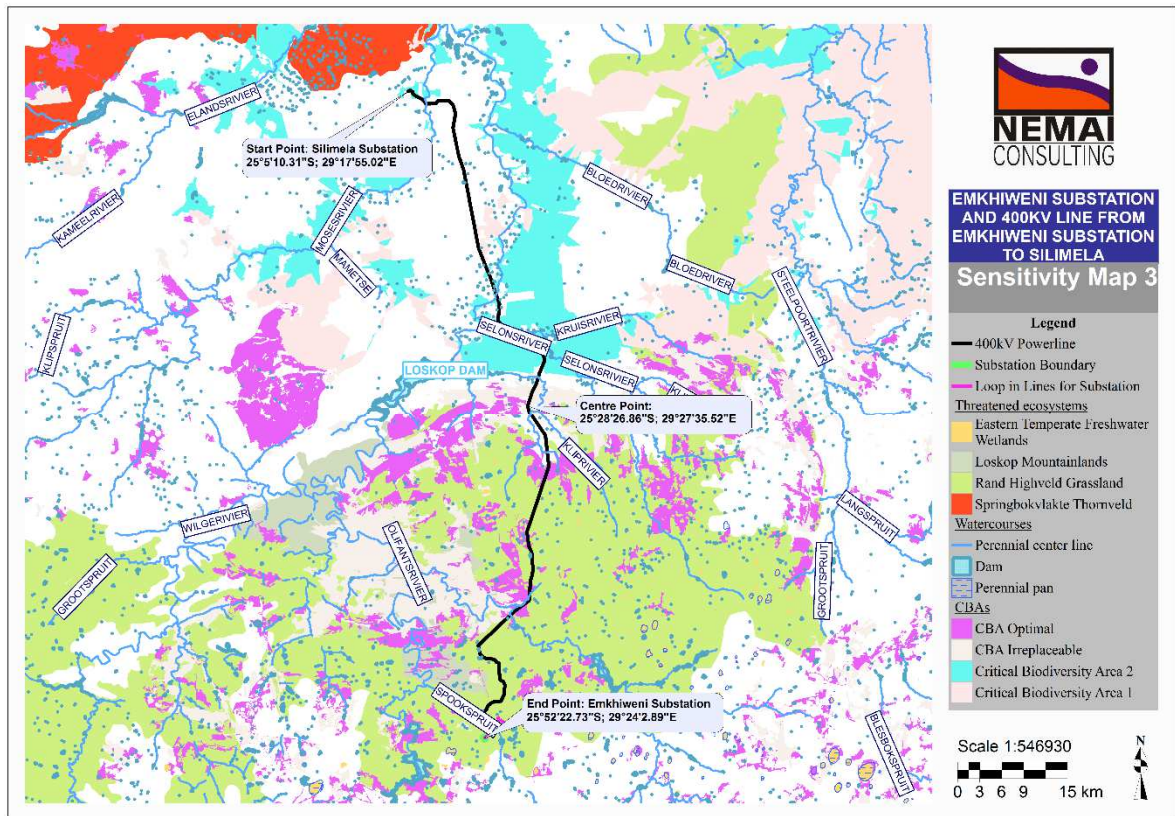 ELANDSRIVIER
Start Point: Silimela Substation
25°5'10.31"S; 29°17'55.02"E
KAMEELRIVIER
MOSESRIVIER
MAMETSE
BLOEDRIVIER
BLOEDRIVER
STEELPOORTRIVIER
KLIPSPRUIT
SELONSRIVER
KRUISRIVIER
LOSKOP DAM
SELONSRIVIER
Centre Point:
25°28'26.86"S; 29°27'35.52"E
KLIPRIVIER
WILGERIVIER
OLIFANTSRIVIER
LANGSPRUIT
GROOTSPRUIT
GROOTSPRUIT
SPOOKSPRUIT
End Point: Emkhiweni Substation
25°52'22.73"S; 29°24'2.89"E
BLESBOKSPRUIT
NEMAI
CONSULTING
EMKHIWENI SUBSTATION
AND 400KV LINE FROM
EMKHIWENI SUBSTATION
TO SILIMELA
Sensitivity Map 3
Legend
400kV Powerline
Substation Boundary
Loop in Lines for Substation
Threatened ecosystems
Eastern Temperate Freshwater
Wetlands
Loskop Mountainlands
Rand Highveld Grassland
Springbokvlakte Thornveld
Watercourses
Perennial center line
Dam
Perennial pan
CBAs
CBA Optimal
CBA Irreplaceable
Critical Biodiversity Area 2
Critical Biodiversity Area 1
Scale 1:546930
N
0 3 6 9 15 km